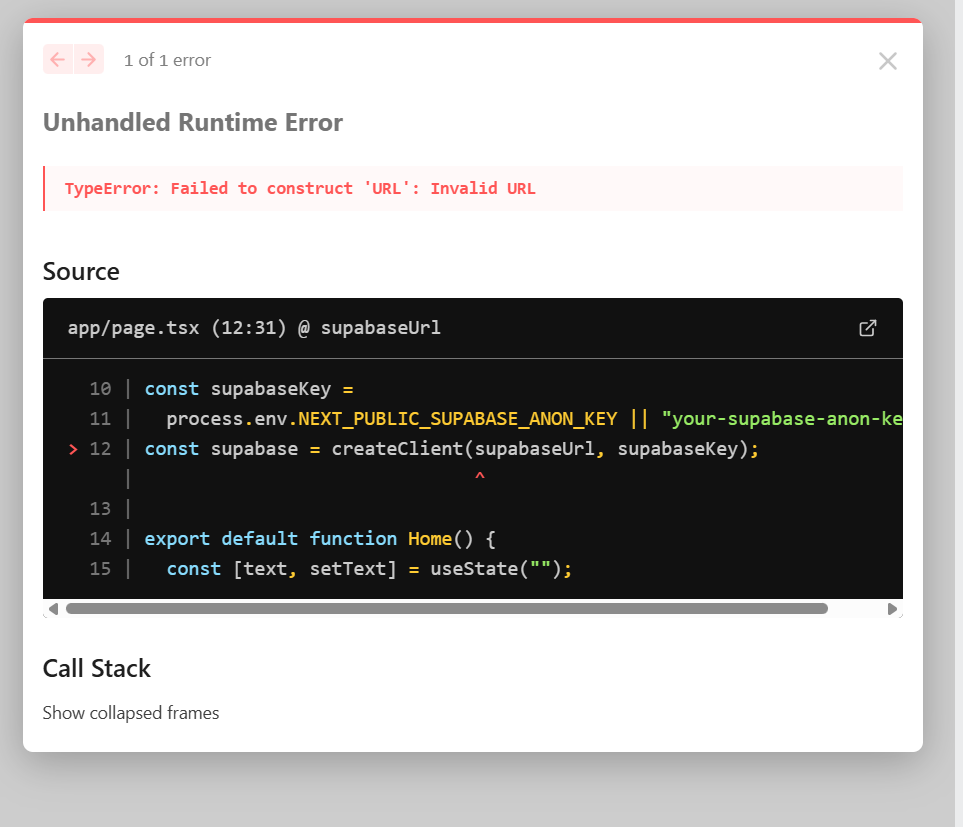 1 of 1 error
Unhandled Runtime Error
TypeError: Failed to construct 'URL': Invalid URL
Source
app/page.tsx (12:31) @ supabaseUrl
10 | const supabaseKey =
11 |   process.env.NEXT_PUBLIC_SUPABASE_ANON_KEY || "your-supabase-anon-ke
> 12 | const supabase = createClient(supabaseUrl, supabaseKey);
|                               ^
13 |
14 | export default function Home() {
15 |   const [text, setText] = useState("");
Call Stack
Show collapsed frames